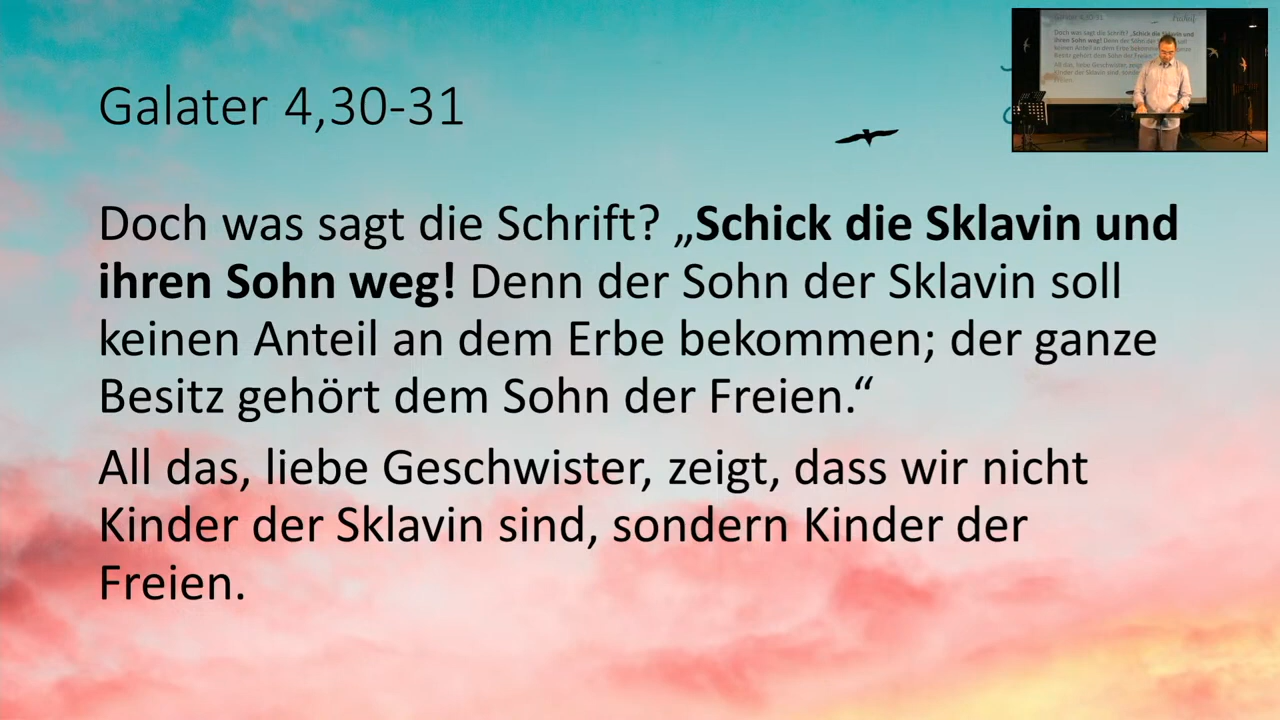 Galater 4,30-31
Doch was sagt die Schrift? „Schick die Sklavin und
ihren Sohn weg! Denn der Sohn der Sklavin soll
keinen Anteil an dem Erbe bekommen; der ganze
Besitz gehört dem Sohn der Freien.“
All das, liebe Geschwister, zeigt, dass wir nicht
Kinder der Sklavin sind, sondern Kinder der
Freien.